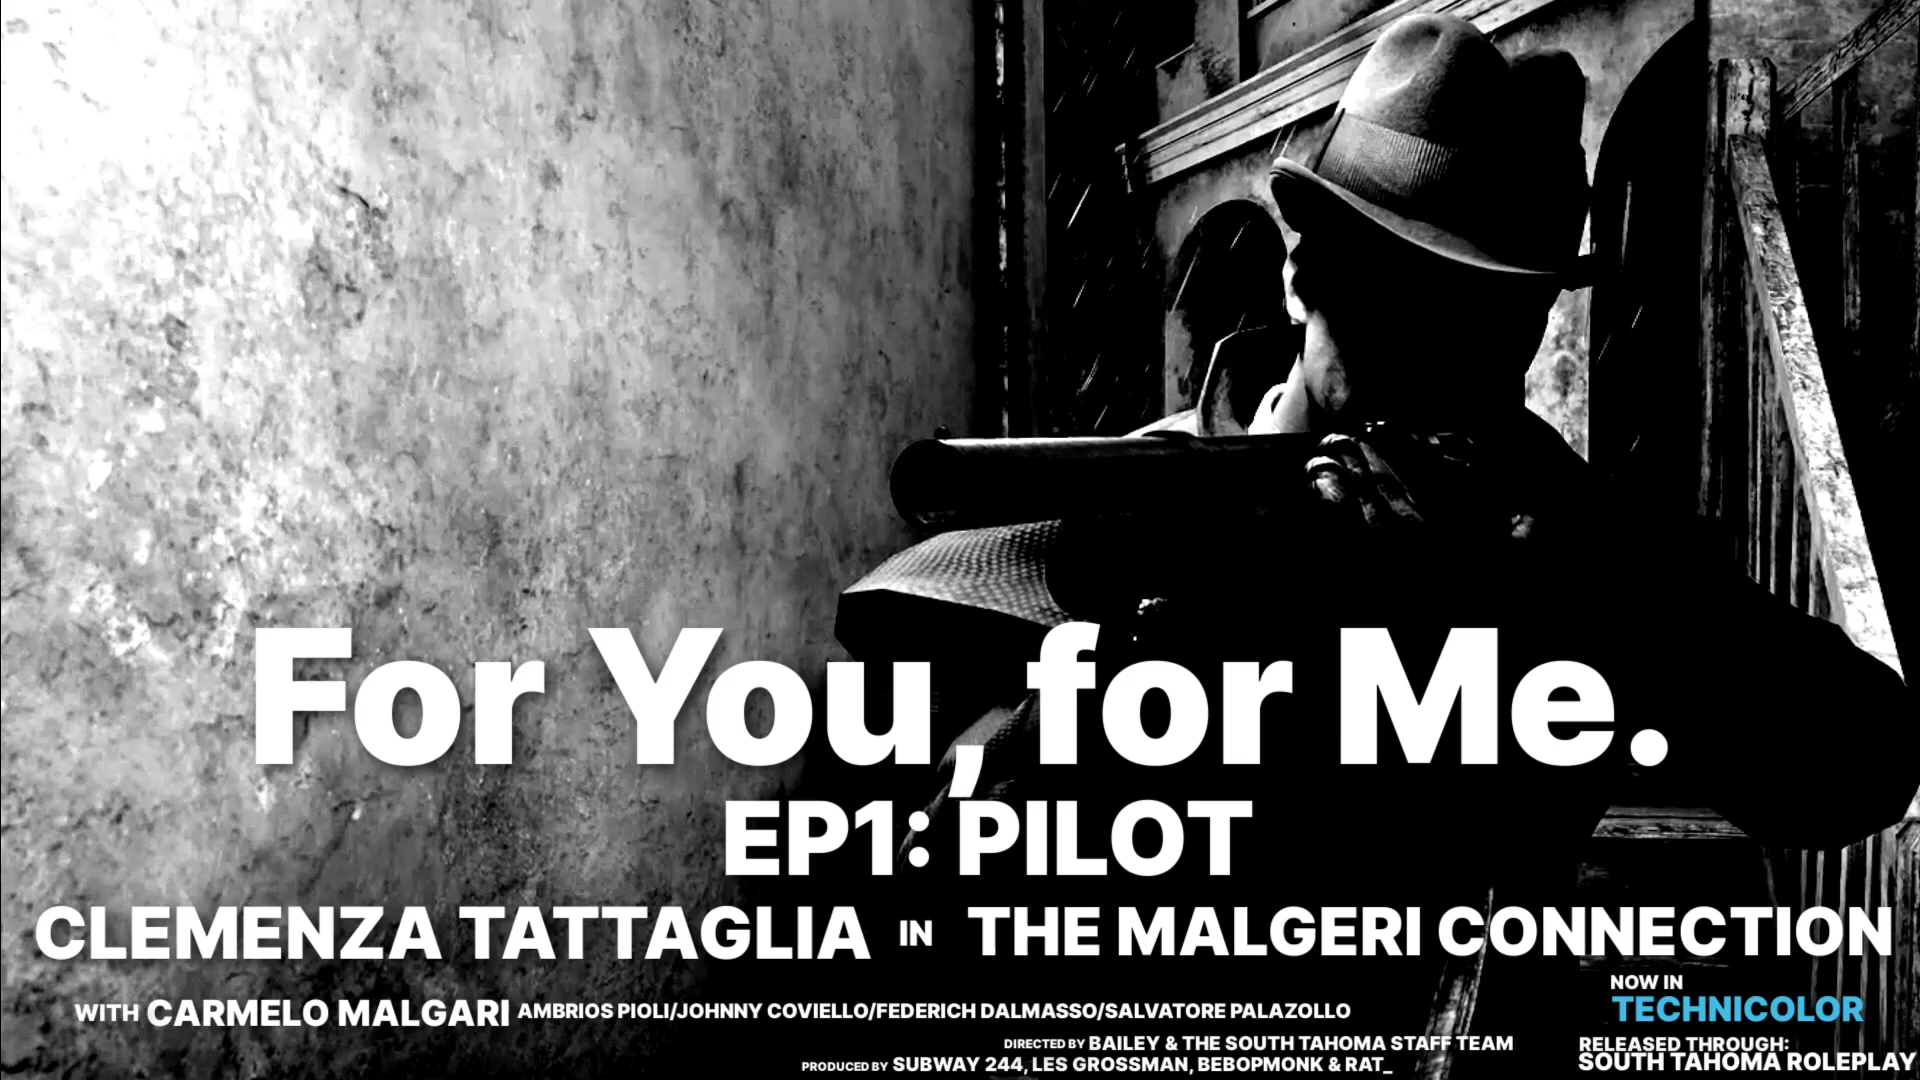 For You, for Me.
EP1: PILOT
CLEMENZA TATTAGLIA IN THE MALGERI CONNECTION
WITH CARMELO MALGARI AMBRIOS PIOLI/JOHNNY COVIELLO/FEDERICH DALMASSO/SALVATORE PALAZOLLO
NOW IN
TECHNICOLOR
DIRECTED BY BAILEY & THE SOUTH TAHOMA STAFF TEAM
PRODUCED BY SUBWAY 244, LES GROSSMAN, BEBOPMONK & RAT_
RELEASED THROUGH:
SOUTH TAHOMA ROLEPLAY